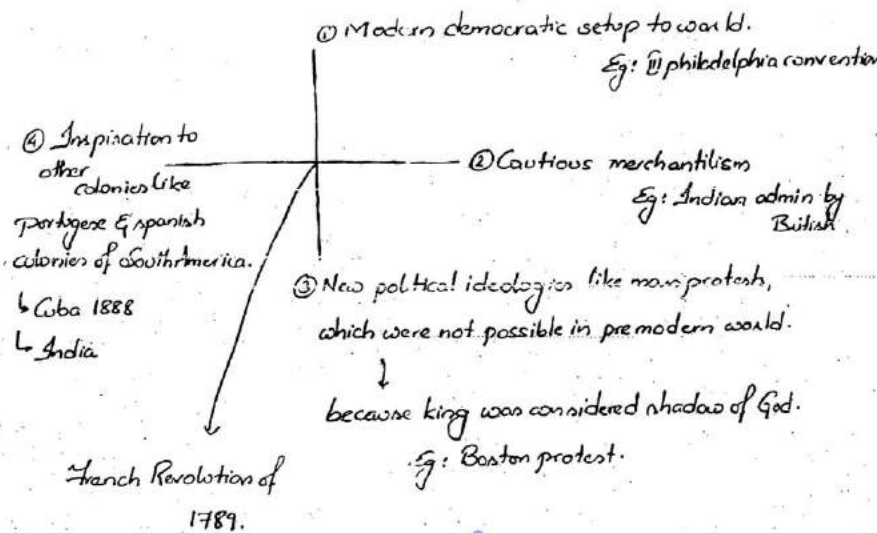 ① Modern democratic setup to world.
Eg: III philadelphia convention
② Cautious merchantilism
Eg: Indian admin by
British
③ New political ideologies like mass protests,
which were not possible in premodern world.
↓
because king was considered shadow of God.
Eg: Boston protest.
④ Inspiration to
other
colonies like
portugese & spanish
colonies of South America.
↳ Cuba 1888
↳ India
French Revolution of
1789.